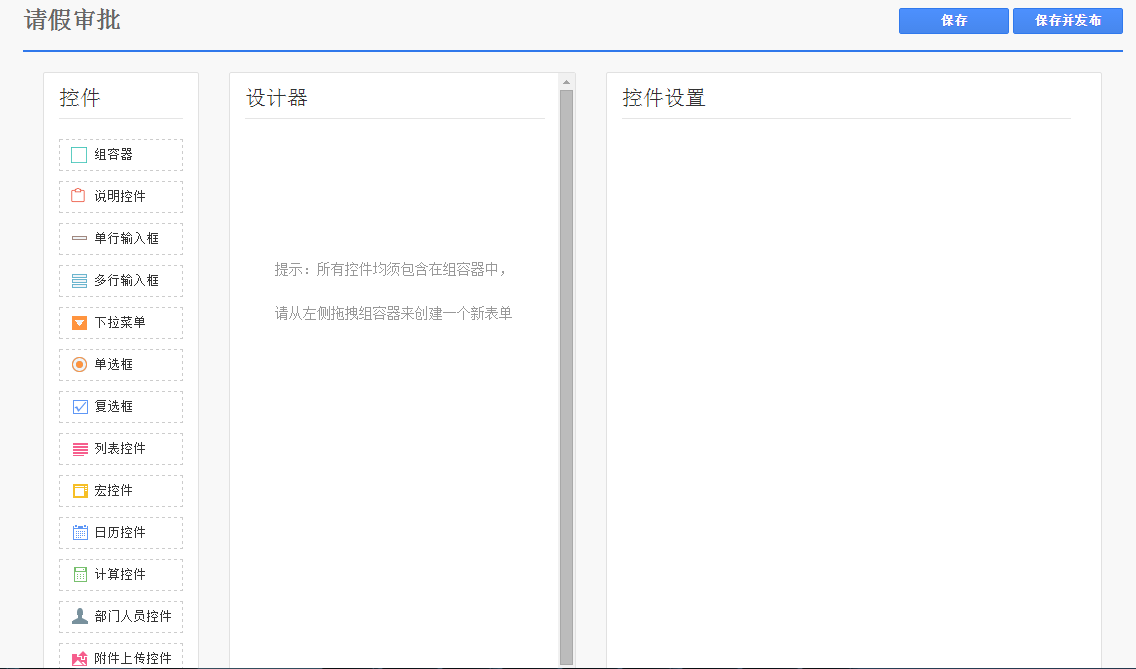 请假审批
保存
保存并发布
控件
组容器
说明控件
单行输入框
多行输入框
下拉菜单
单选框
复选框
列表控件
宏控件
日历控件
计算控件
部门人员控件
附件上传控件
设计器
提示：所有控件均须包含在组容器中，
请从左侧拖拽组容器来创建一个新表单
控件设置